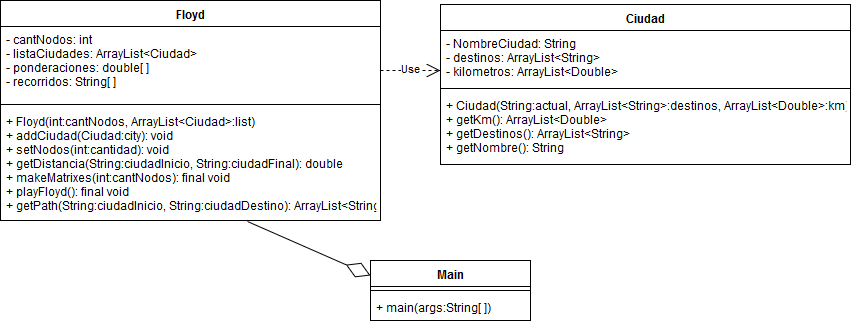 Floyd
- cantNodos: int
- listaCiudades: ArrayList<Ciudad>
- ponderaciones: double[ ]
- recorridos: String[ ]
+ Floyd(int:cantNodos, ArrayList<Ciudad>:list)
+ addCiudad(Ciudad:city): void
+ setNodos(int:cantidad): void
+ getDistancia(String:ciudadInicio, String:ciudadFinal): double
+ makeMatrixes(int:cantNodos): final void
+ playFloyd(): final void
+ getPath(String:ciudadInicio, String:ciudadDestino): ArrayList<String
Use
Ciudad
- NombreCiudad: String
- destinos: ArrayList<String>
- kilometros: ArrayList<Double>
+ Ciudad(String:actual, ArrayList<String>:destinos, ArrayList<Double>:km
+ getKm(): ArrayList<Double>
+ getDestinos(): ArrayList<String>
+ getNombre(): String
Main
+ main(args:String[ ])